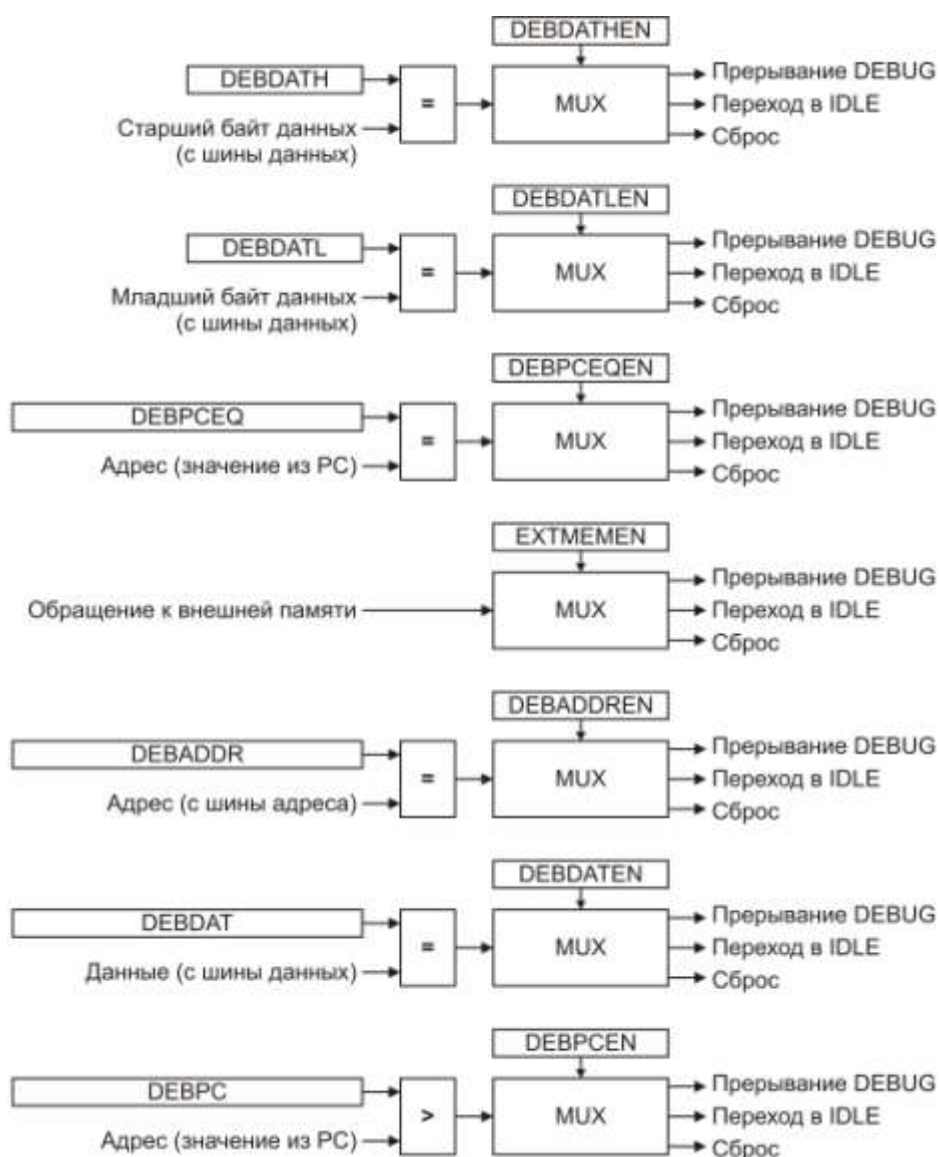 DEBDATHEN
DEBDATH
=
MUX
Прерывание DEBUG
Переход в IDLE
Сброс
Старший байт данных
(с шины данных)
DEBDATLEN
DEBDATL
=
MUX
Прерывание DEBUG
Переход в IDLE
Сброс
Младший байт данных
(с шины данных)
DEBPCEQEN
DEBPCEQ
=
MUX
Прерывание DEBUG
Переход в IDLE
Сброс
Адрес (значение из PC)
EXTMEMEN
Обращение к внешней памяти
MUX
Прерывание DEBUG
Переход в IDLE
Сброс
DEBADDREN
DEBADDR
=
MUX
Прерывание DEBUG
Переход в IDLE
Сброс
Адрес (с шины адреса)
DEBDATEN
DEBDAT
=
MUX
Прерывание DEBUG
Переход в IDLE
Сброс
Данные (с шины данных)
DEBPCEN
DEBPC
>
MUX
Прерывание DEBUG
Переход в IDLE
Сброс
Адрес (значение из PC)